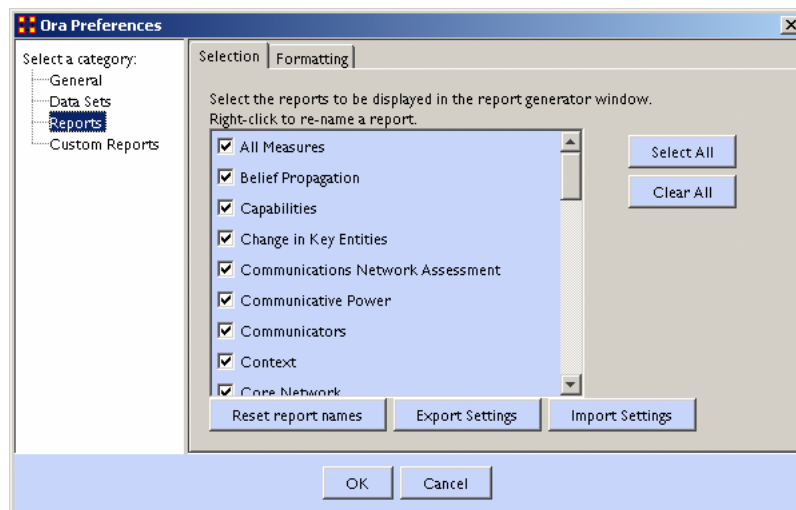 Ora Preferences
Select a category:
General
Data Sets
Reports
Custom Reports
Selection
Formatting
Select the reports to be displayed in the report generator window.
Right-click to re-name a report.
All Measures
Belief Propagation
Capabilities
Change in Key Entities
Communications Network Assessment
Communicative Power
Communicators
Context
Core Network
Select All
Clear All
Reset report names
Export Settings
Import Settings
OK
Cancel